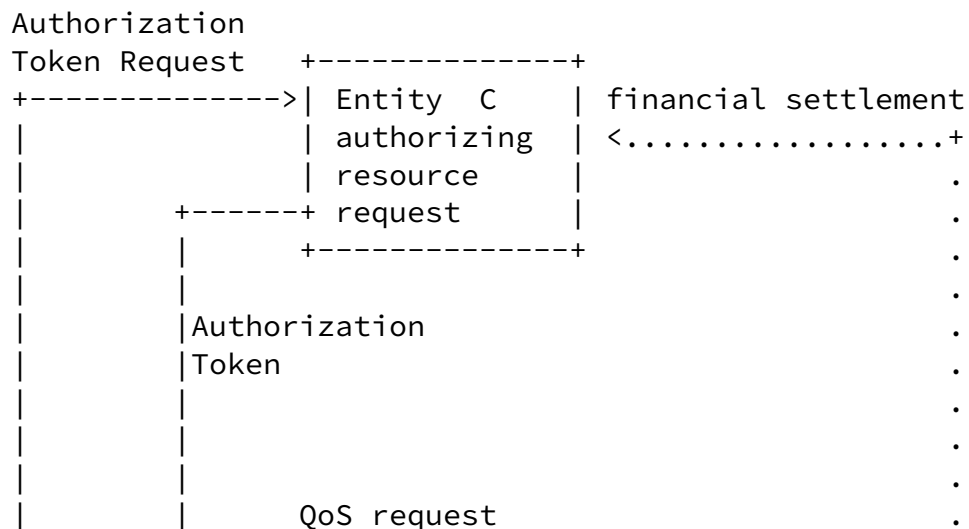 Authorization
Token Request   +--------------+
+-------------->| Entity  C    | financial settlement
|               | authorizing  | <..................+
|               | resource     |                    .
|        +------+ request      |                    .
|        |      +--------------+                    .
|        |                                          .
|        |Authorization                             .
|        |Token                                     .
|        |                                          .
|        |                                          .
|        |                                          .
|        |      QoS request                         .